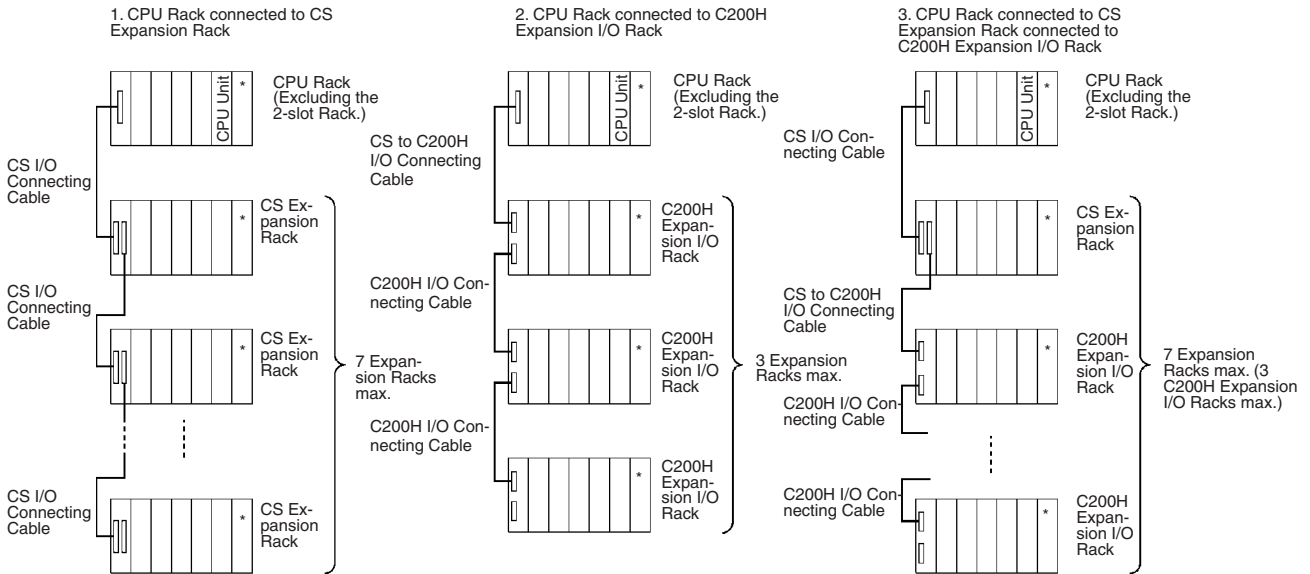 1. CPU Rack connected to CS
Expansion Rack
*
CPU Unit
CPU Rack
(Excluding the
2-slot Rack.)
CS I/O
Connecting
Cable
*
CS Ex-
pansion
Rack
CS I/O
Connecting
Cable
*
CS Ex-
pansion
Rack
7 Expan-
sion Racks
max.
CS I/O
Connecting
Cable
*
CS Ex-
pansion
Rack
2. CPU Rack connected to C200H
Expansion I/O Rack
*
CPU Unit
CPU Rack
(Excluding the
2-slot Rack.)
CS to C200H
I/O Connecting
Cable
*
C200H
Expan-
sion I/O
Rack
C200H I/O Con-
necting Cable
*
C200H
Expan-
sion I/O
Rack
3 Expansion
Racks max.
C200H I/O Con-
necting Cable
*
C200H
Expan-
sion I/O
Rack
3. CPU Rack connected to CS
Expansion Rack connected to
C200H Expansion I/O Rack
*
CPU Unit
CPU Rack
(Excluding the
2-slot Rack.)
CS I/O Con-
necting Cable
*
CS Ex-
pansion
Rack
CS to C200H
I/O Connecting
Cable
*
C200H
Expan-
sion I/O
Rack
7 Expansion
Racks max. (3
C200H Expansion
I/O Racks max.)
C200H I/O Con-
necting Cable
C200H I/O Con-
necting Cable
*
C200H
Expan-
sion I/O
Rack